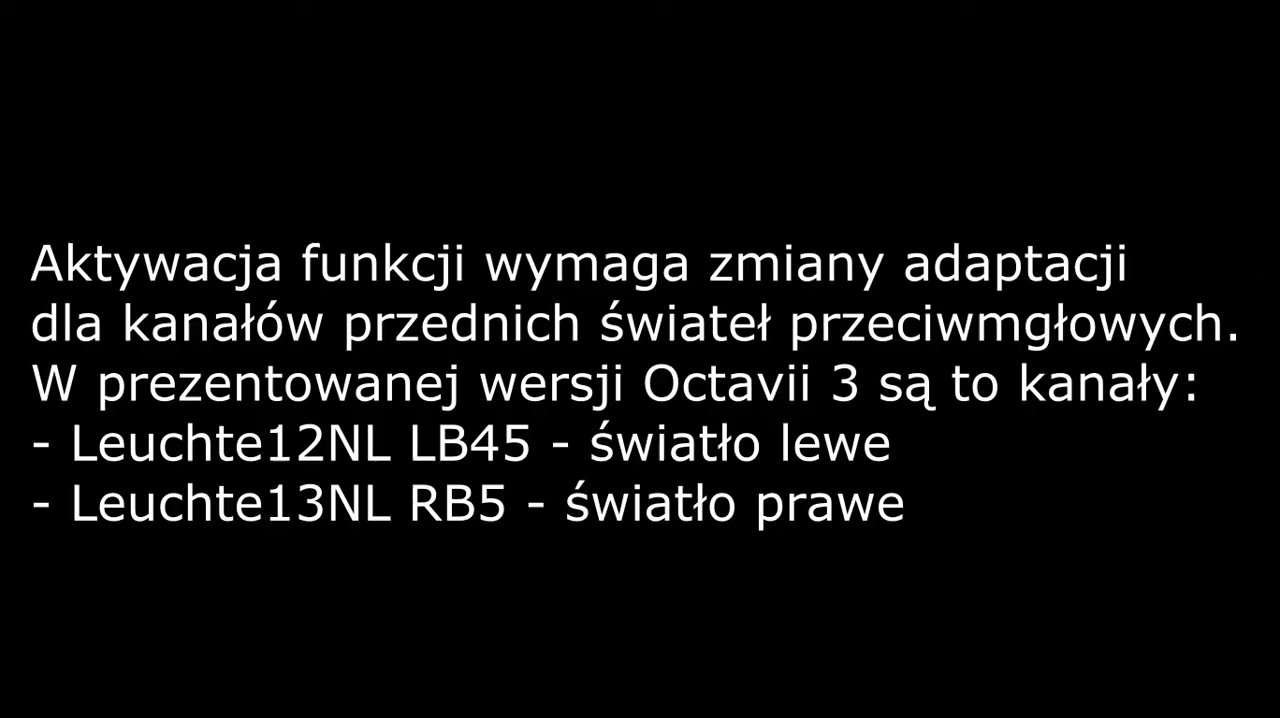 Aktywacja funkcji wymaga zmiany adaptacji
dla kanałów przednich świateł przeciwmgłowych.
W prezentowanej wersji Octavii 3 są to kanały:
- Leuchte12NL LB45 - światło lewe
- Leuchte13NL RB5 - światło prawe